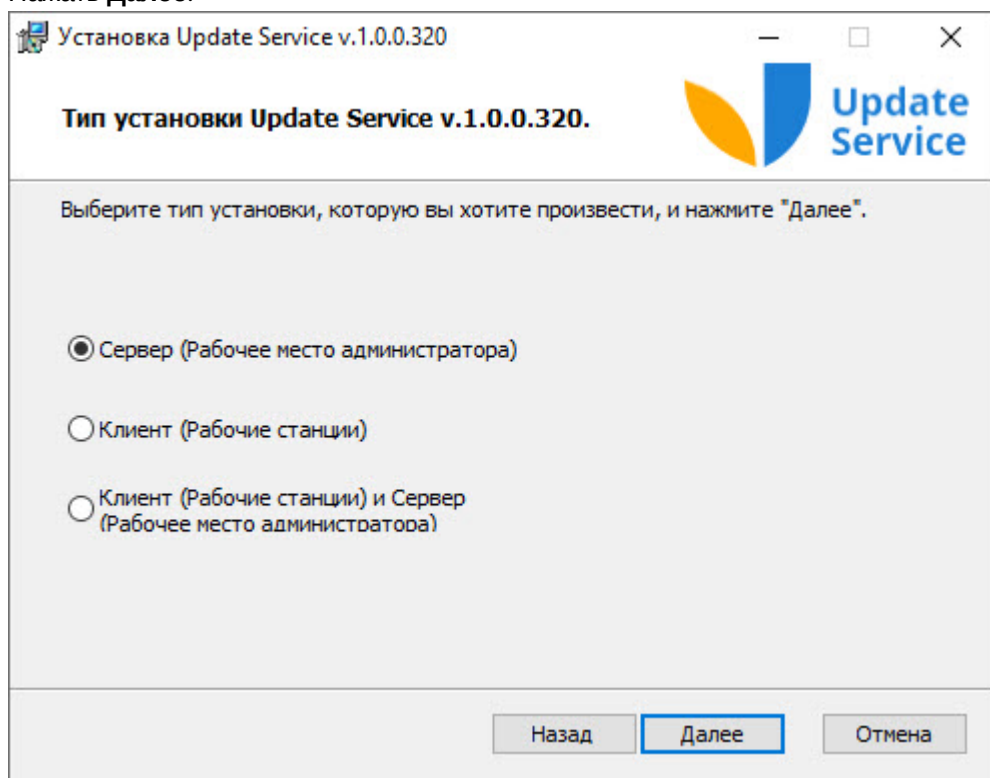 Нажать Далее.
Установка Update Service v.1.0.0.320
Тип установки Update Service v.1.0.0.320.
Update
Service
Выберите тип установки, которую вы хотите произвести, и нажмите "Далее".
Сервер (Рабочее место администратора)
Клиент (Рабочие станции)
Клиент (Рабочие станции) и Сервер
(Рабочее место администратора)
Назад
Далее
Отмена